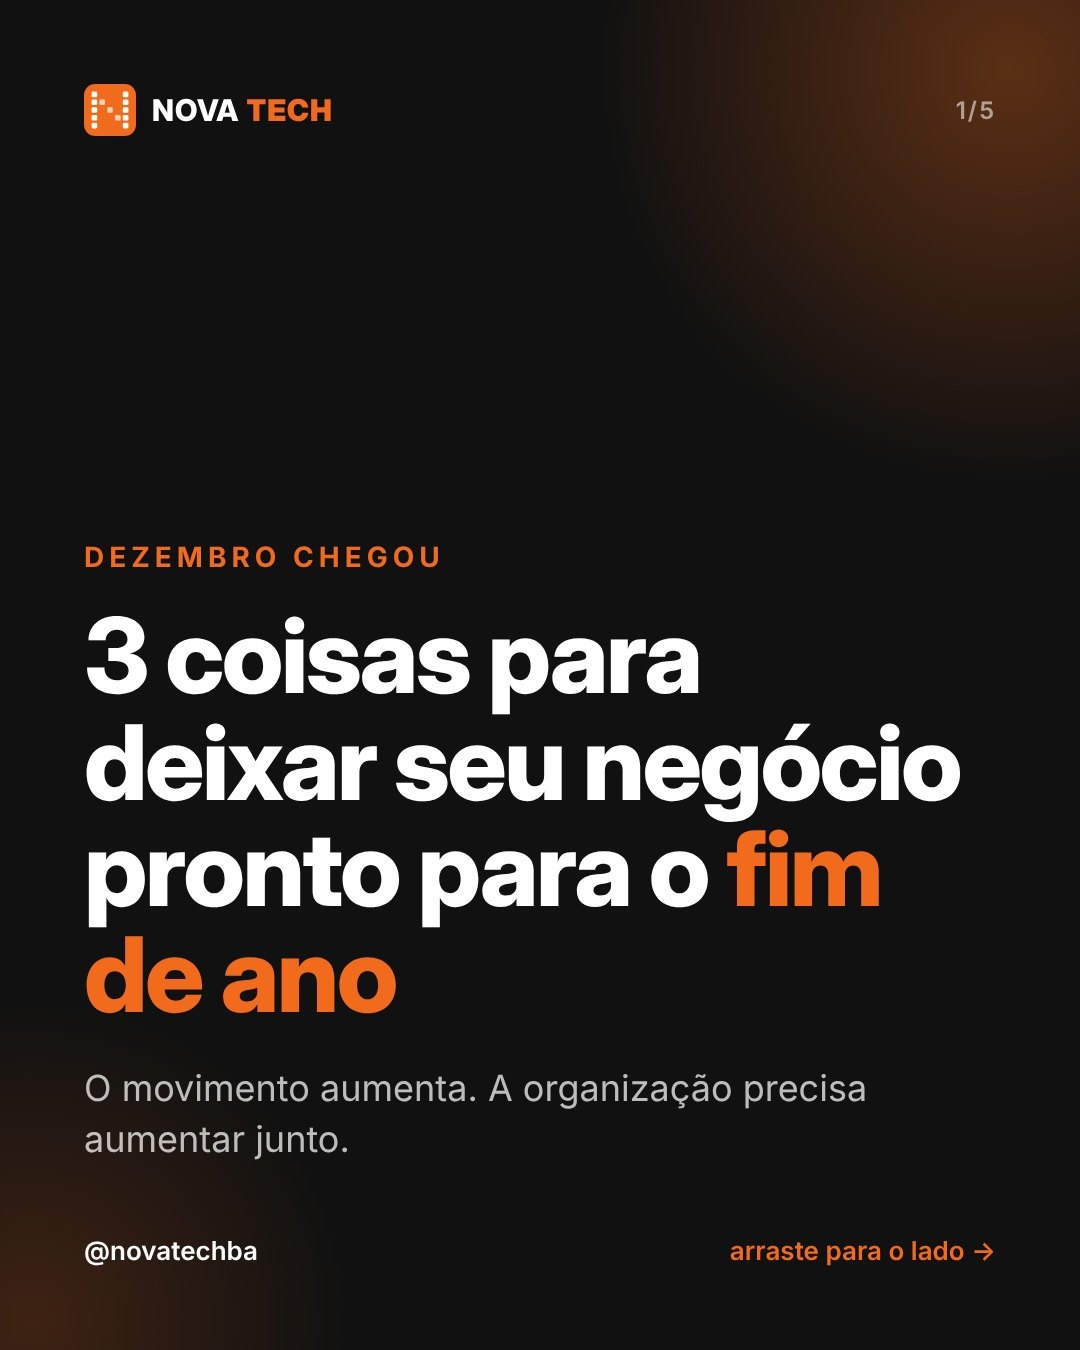 NOVA TECH
1/5
DEZEMBRO CHEGOU
3 coisas para
deixar seu negócio
pronto para o fim
de ano
O movimento aumenta. A organização precisa
aumentar junto.
@novatechba
arraste para o lado →